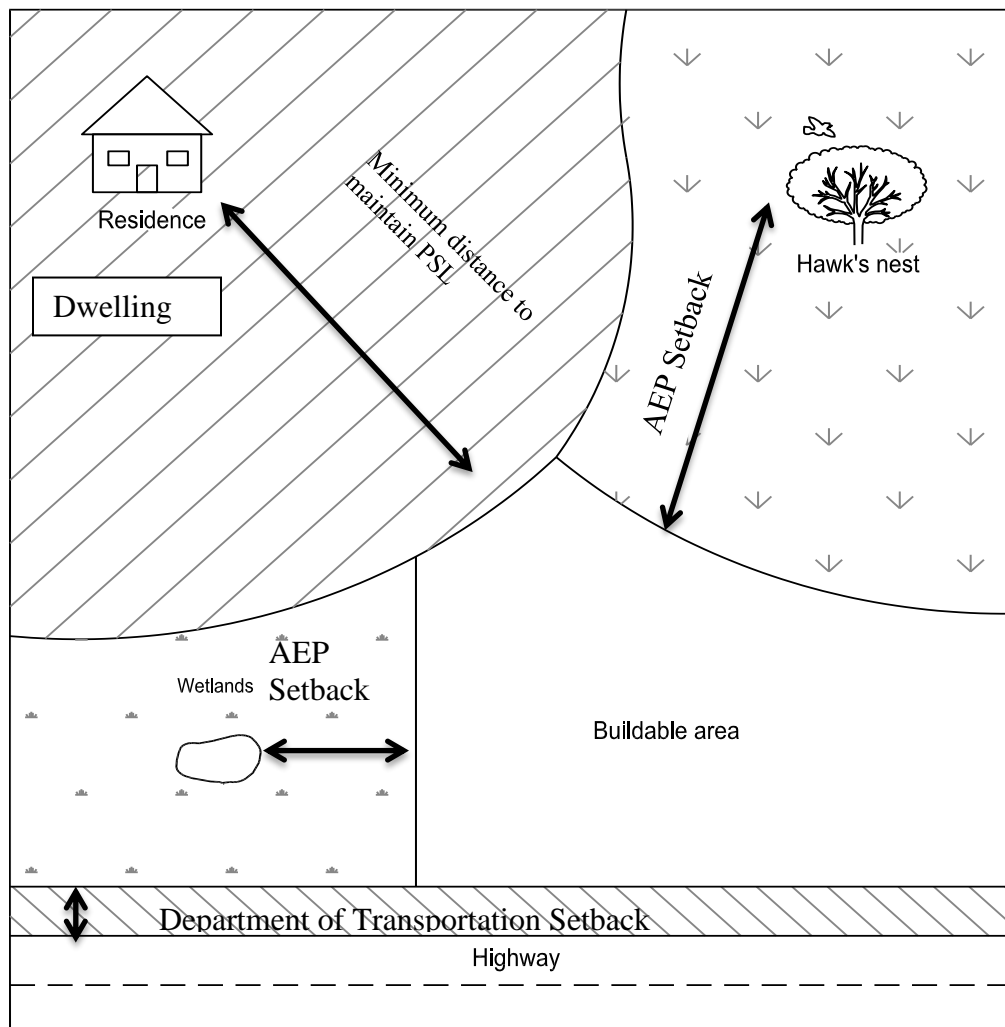 Minimum distance to
maintain PSL
Residence
Dwelling
Hawk's nest
AEP Setback
AEP
Setback
Wetlands
Buildable area
Department of Transportation Setback
Highway